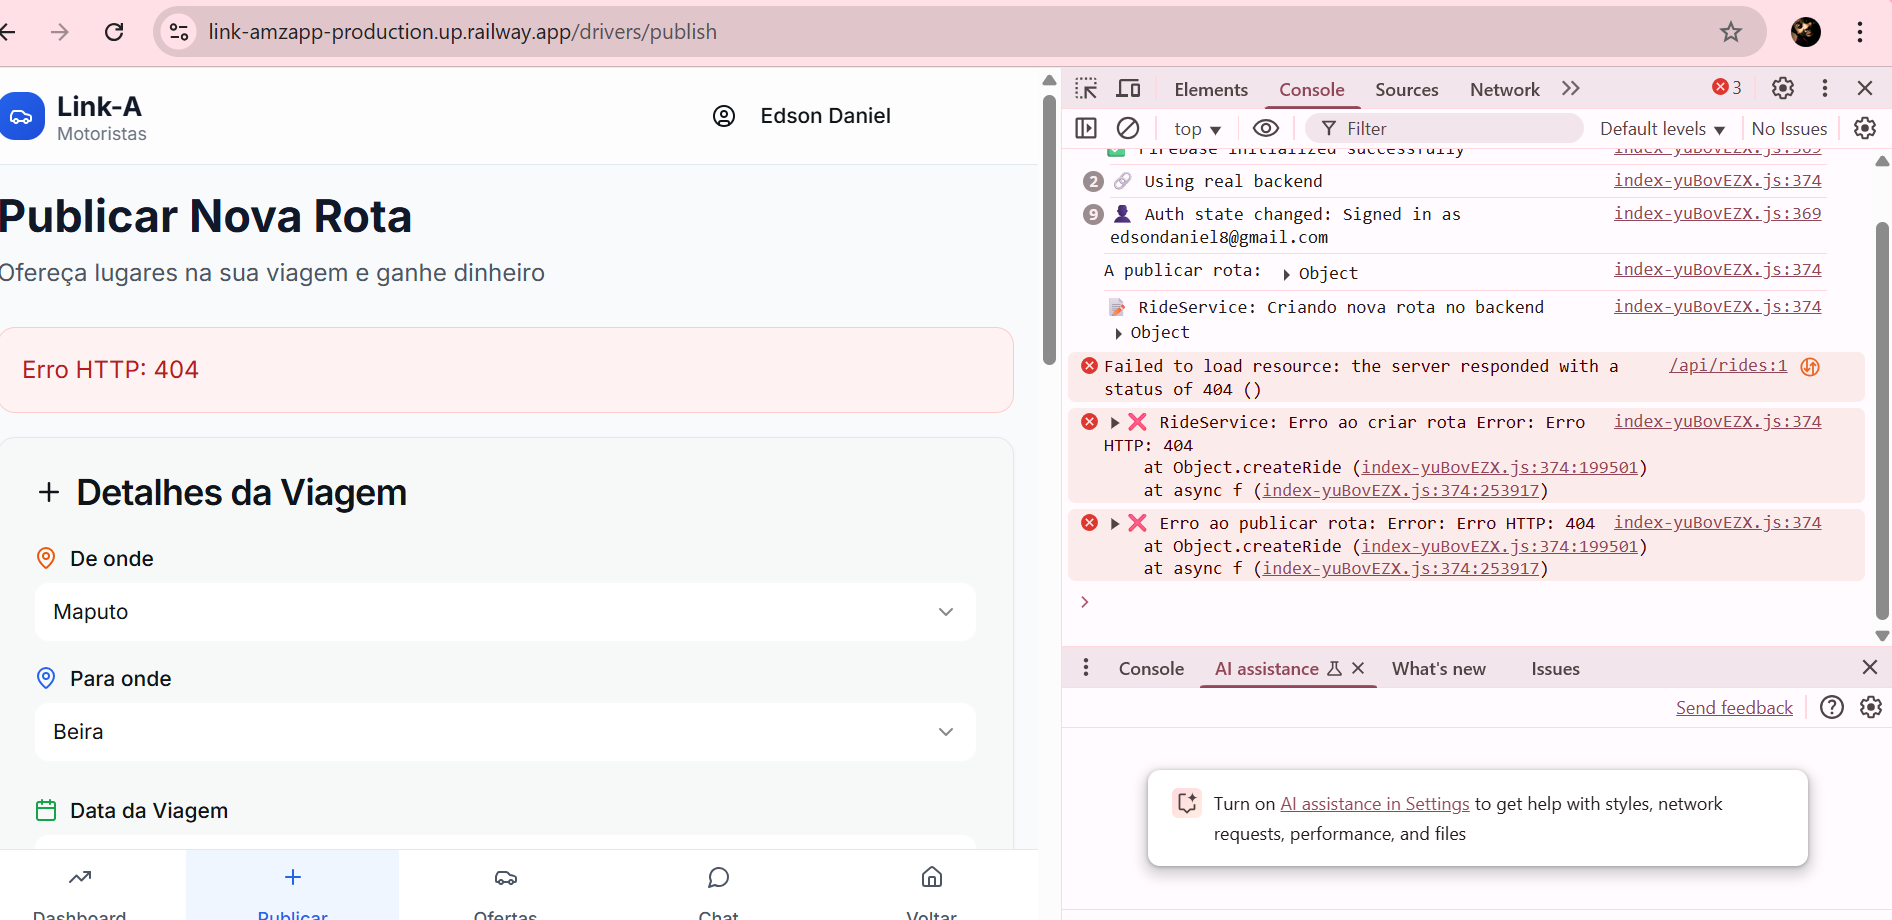 link-amzapp-production.up.railway.app/drivers/publish
Link-A
Motoristas
Edson Daniel
Publicar Nova Rota
Ofereça lugares na sua viagem e ganhe dinheiro
Erro HTTP: 404
Detalhes da Viagem
De onde
Maputo
Para onde
Beira
Data da Viagem
Dashboard
Publicar
Ofertas
Chat
Voltar
Elements
Console
Sources
Network
3
top
Filter
Default levels
No Issues
Firebase initialized successfully index-yuBovEZX.js:369
2 Using real backend index-yuBovEZX.js:374
9 Auth state changed: Signed in as index-yuBovEZX.js:369
edsondaniel8@gmail.com
A publicar rota: Object index-yuBovEZX.js:374
RideService: Criando nova rota no backend index-yuBovEZX.js:374
Object
Failed to load resource: the server responded with a /api/rides:1
status of 404 ()
RideService: Erro ao criar rota Error: Erro index-yuBovEZX.js:374
HTTP: 404
at Object.createRide (index-yuBovEZX.js:374:199501)
at async f (index-yuBovEZX.js:374:253917)
Erro ao publicar rota: Error: Erro HTTP: 404 index-yuBovEZX.js:374
at Object.createRide (index-yuBovEZX.js:374:199501)
at async f (index-yuBovEZX.js:374:253917)
Console
AI assistance
What's new
Issues
Send feedback
Turn on AI assistance in Settings to get help with styles, network
requests, performance, and files